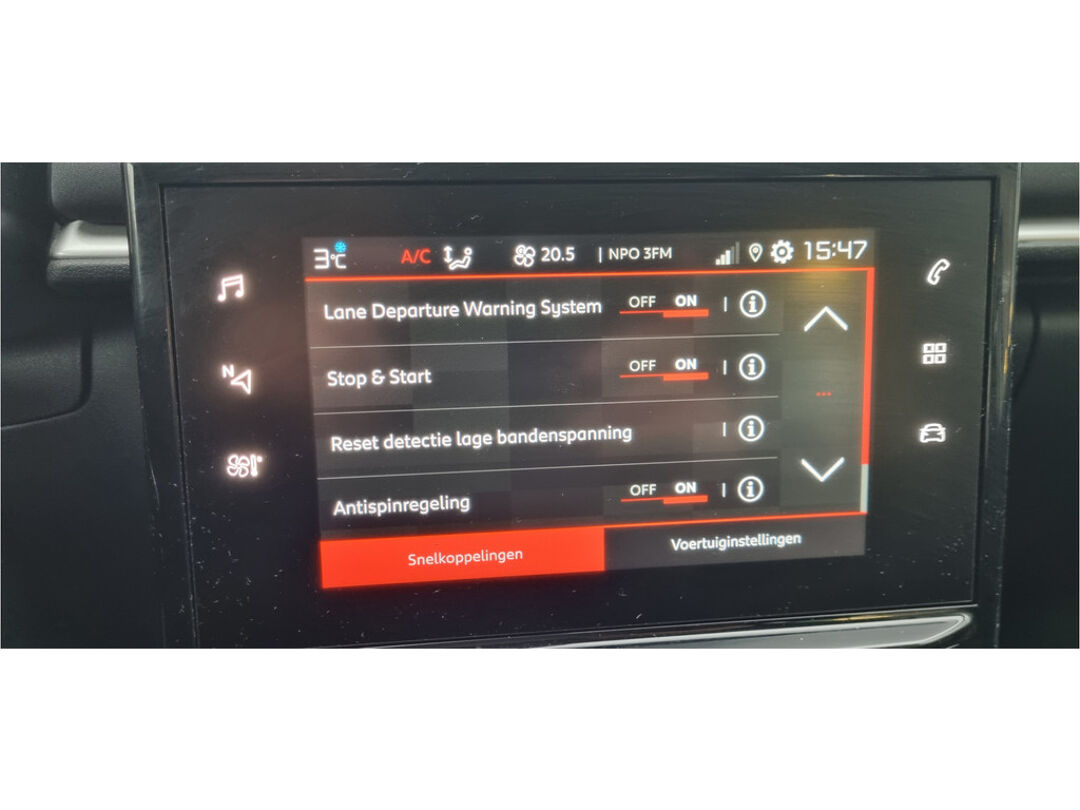 3°C A/C 20.5 | NPO 3FM 15:47
Lane Departure Warning System OFF ON
Stop & Start OFF ON
Reset detectie lage bandenspanning
Antispinregeling OFF ON
Snelkoppelingen Voertuiginstellingen
N